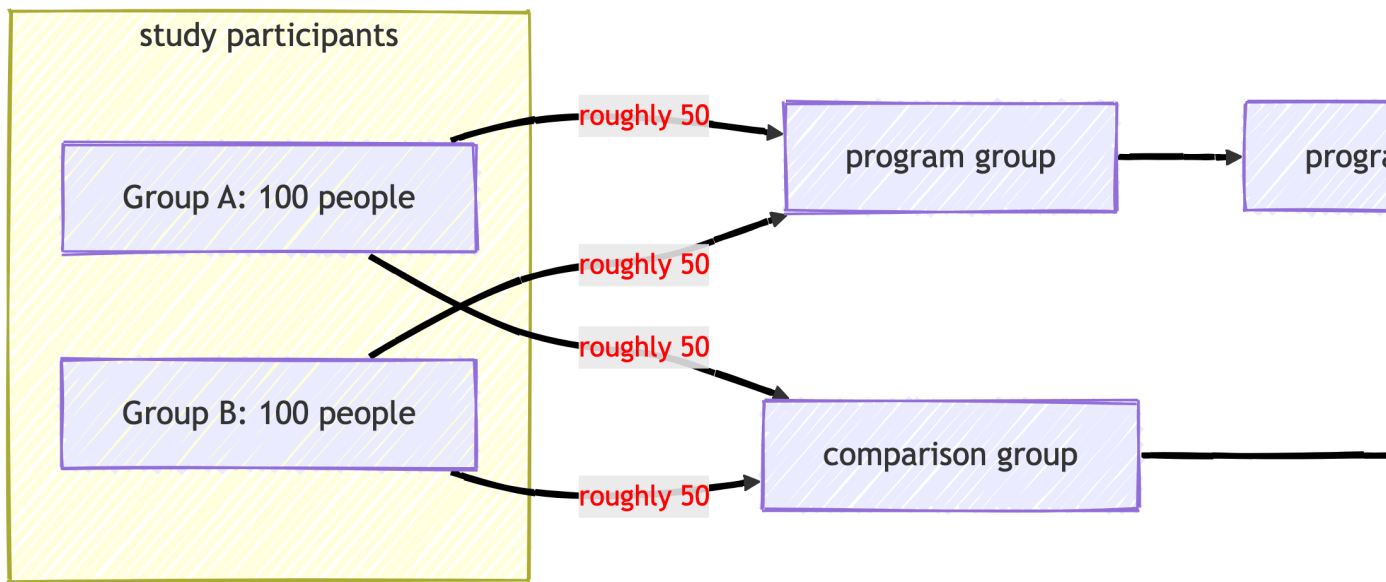 study participants
roughly 50
program group
Group A: 100 people
roughly 50
roughly 50
Group B: 100 people
comparison group
roughly 50